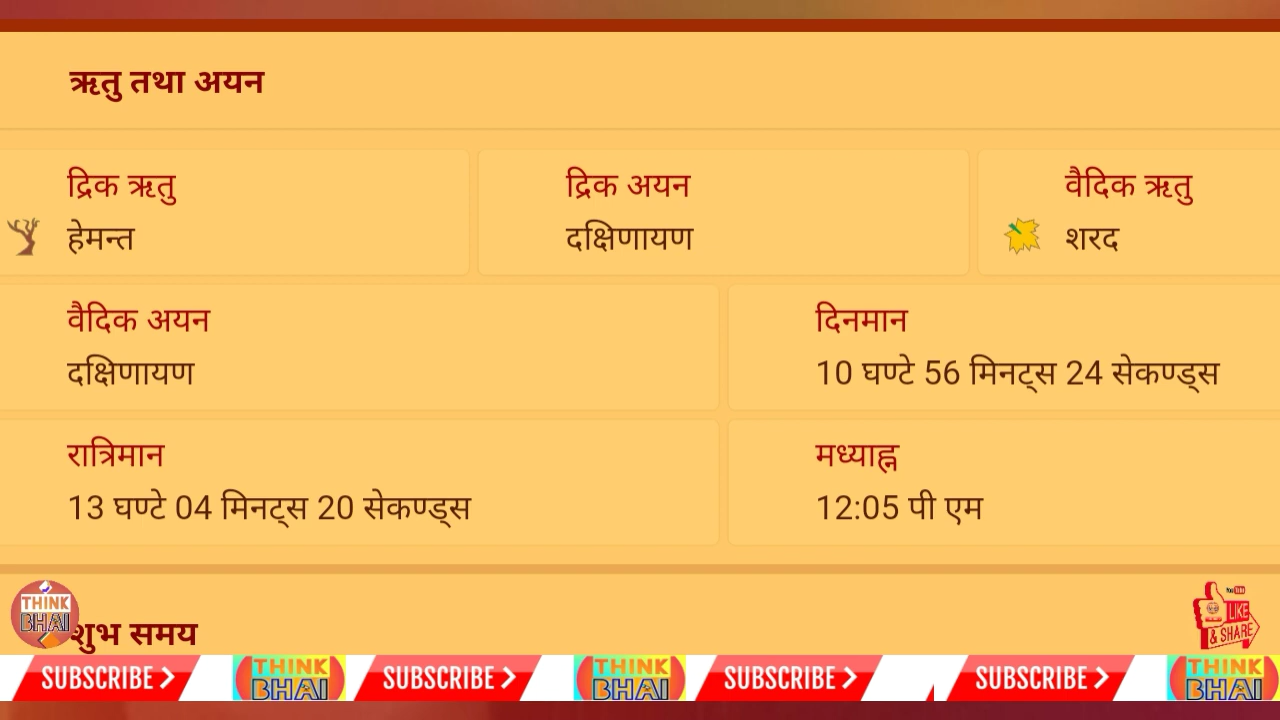 ऋतु तथा अयन
द्रिक ऋतु
हेमन्त
द्रिक अयन
दक्षिणायण
वैदिक ऋतु
शरद
वैदिक अयन
दक्षिणायण
दिनमान
10 घण्टे 56 मिनट्स 24 सेकण्ड्स
रात्रिमान
13 घण्टे 04 मिनट्स 20 सेकण्ड्स
मध्याह्न
12:05 पी एम
शुभ समय
THINK
BHAI
YouTube
LIKE
& SHARE
SUBSCRIBE
THINK
BHAI
SUBSCRIBE
THINK
BHAI
SUBSCRIBE
SUBSCRIBE
THINK
BHAI